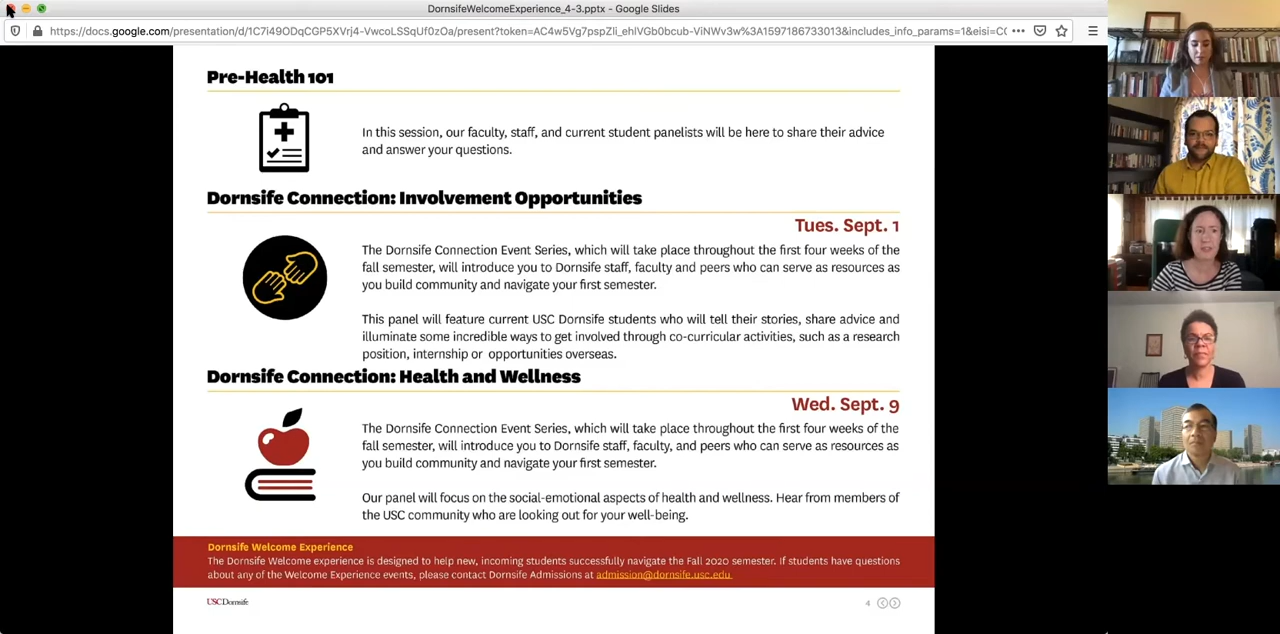 DornsifeWelcomeExperience_4-3.pptx - Google Slides
Pre-Health 101
In this session, our faculty, staff, and current student panelists will be here to share their advice
and answer your questions.
Dornsife Connection: Involvement Opportunities
Tues. Sept. 1
The Dornsife Connection Event Series, which will take place throughout the first four weeks of the
fall semester, will introduce you to Dornsife staff, faculty and peers who can serve as resources as
you build community and navigate your first semester.
This panel will feature current USC Dornsife students who will tell their stories, share advice and
illuminate some incredible ways to get involved through co-curricular activities, such as a research
position, internship or opportunities overseas.
Dornsife Connection: Health and Wellness
Wed. Sept. 9
The Dornsife Connection Event Series, which will take place throughout the first four weeks of the
fall semester, will introduce you to Dornsife staff, faculty, and peers who can serve as resources as
you build community and navigate your first semester.
Our panel will focus on the social-emotional aspects of health and wellness. Hear from members of
the USC community who are looking out for your well-being.
Dornsife Welcome Experience
The Dornsife Welcome experience is designed to help new, incoming students successfully navigate the Fall 2020 semester. If students have questions
about any of the Welcome Experience events, please contact Dornsife Admissions at admission@dornsife.usc.edu
USCDornsife
4